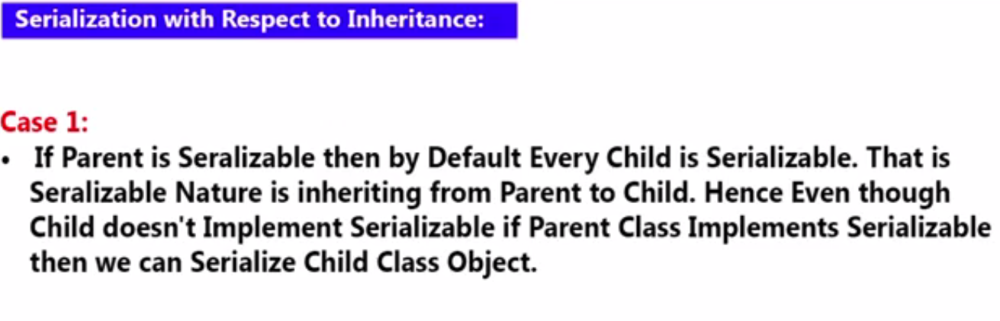 Serialization with Respect to Inheritance:
Case 1:
• If Parent is Seralizable then by Default Every Child is Serializable. That is
Seralizable Nature is inheriting from Parent to Child. Hence Even though
Child doesn't Implement Serializable if Parent Class Implements Serializable
then we can Serialize Child Class Object.